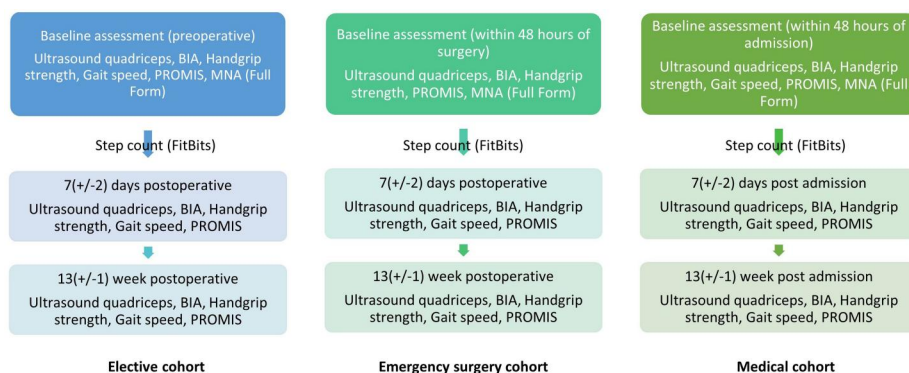 Baseline assessment (preoperative)
Ultrasound quadriceps, BIA, Handgrip
strength, Gait speed, PROMIS, MNA (Full
Form)
Step count (FitBits)
7(+/-2) days postoperative
Ultrasound quadriceps, BIA, Handgrip
strength, Gait speed, PROMIS
13(+/-1) week postoperative
Ultrasound quadriceps, BIA, Handgrip
strength, Gait speed, PROMIS
Elective cohort
Baseline assessment (within 48 hours of
surgery)
Ultrasound quadriceps, BIA, Handgrip
strength, PROMIS, MNA (Full Form)
Step count (FitBits)
7(+/-2) days postoperative
Ultrasound quadriceps, BIA, Handgrip
strength, Gait speed, PROMIS
13(+/-1) week postoperative
Ultrasound quadriceps, BIA, Handgrip
strength, Gait speed, PROMIS
Emergency surgery cohort
Baseline assessment (within 48 hours of
admission)
Ultrasound quadriceps, BIA, Handgrip
strength, Gait speed, PROMIS, MNA (Full
Form)
Step count (FitBits)
7(+/-2) days post admission
Ultrasound quadriceps, BIA, Handgrip
strength, Gait speed, PROMIS
13(+/-1) week post admission
Ultrasound quadriceps, BIA, Handgrip
strength, Gait speed, PROMIS
Medical cohort